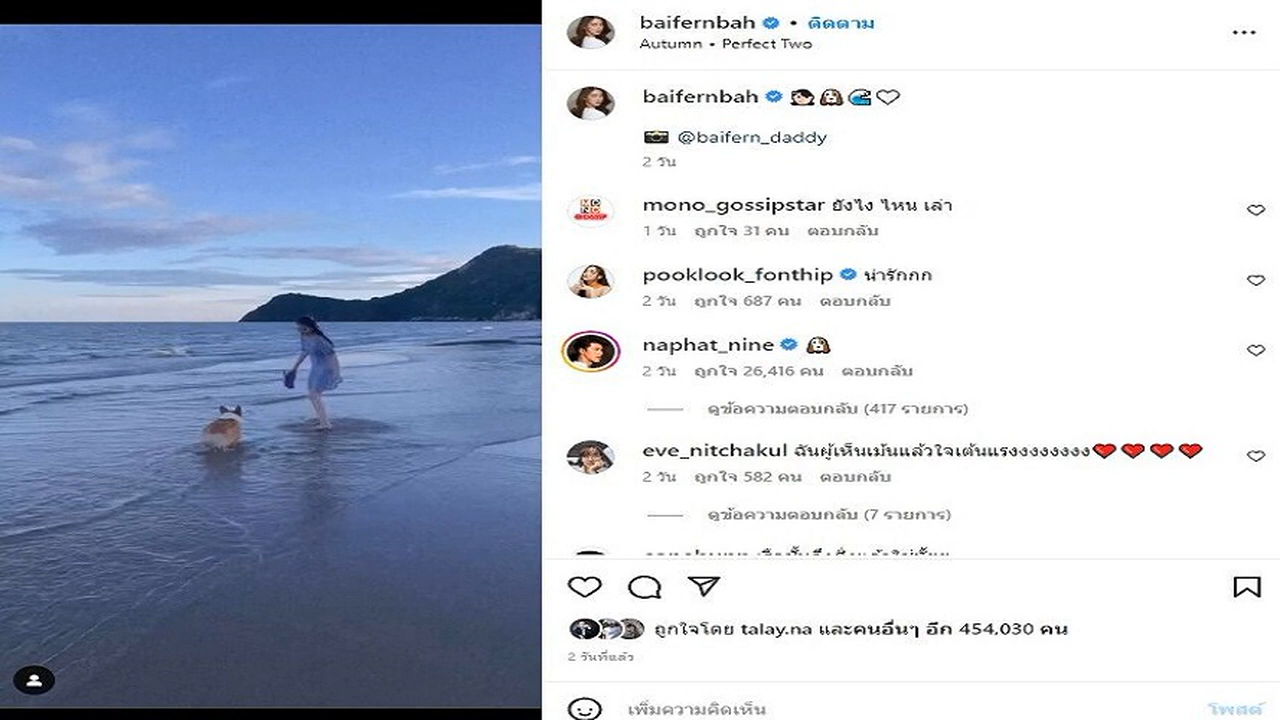 baifernbah • ติดตาม
Autumn • Perfect Two
baifernbah
@baifern_daddy
2 วัน
mono_gossipstar ยังไง ไหน เล่า
1 วัน ถูกใจ 31 คน ตอบกลับ
pooklook_fonthip น่ารักกก
2 วัน ถูกใจ 687 คน ตอบกลับ
naphat_nine
2 วัน ถูกใจ 26,416 คน ตอบกลับ
ดูข้อความตอบกลับ (417 รายการ)
eve_nitchakul ฉันผู้เห็นเม้นแล้วใจเต้นแรงงงงงงงง
2 วัน ถูกใจ 582 คน ตอบกลับ
ดูข้อความตอบกลับ (7 รายการ)
ถูกใจโดย talay.na และคนอื่นๆ อีก 454,030 คน
2 วันที่แล้ว
เพิ่มความคิดเห็น
โพสต์